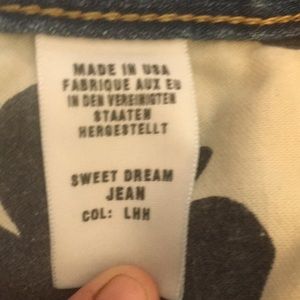 MADE IN USA
FABRIQUE AUX EU
IN DEN VEREINIGTEN
STAATEN
HERGESTELLT
SWEET DREAM
JEAN
COL: LHH